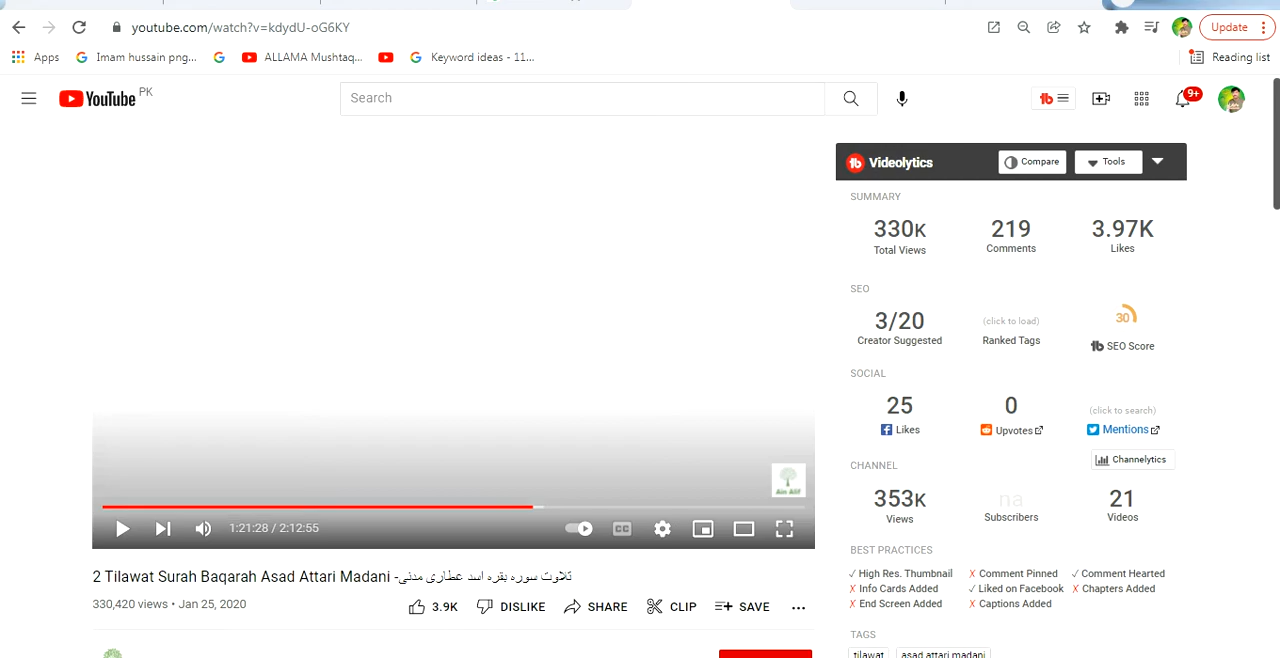 youtube.com/watch?v=kdydU-oG6KY
Update
Apps
Imam hussain png...
ALLAMA Mushtaq...
Keyword ideas - 11...
Reading list
YouTube PK
Search
9+
Videolytics
Compare
Tools
SUMMARY
330K
219
3.97K
Total Views
Comments
Likes
SEO
3/20
(click to load)
30
Creator Suggested
Ranked Tags
SEO Score
SOCIAL
25
0
(click to search)
Likes
Upvotes
Mentions
Channelytics
CHANNEL
353K
na
21
Views
Subscribers
Videos
BEST PRACTICES
✓ High Res. Thumbnail
X Comment Pinned
✓ Comment Hearted
X Info Cards Added
✓ Liked on Facebook
X Chapters Added
X End Screen Added
X Captions Added
TAGS
tilawat
asad attari madani
Ain Alif
1:21:28 / 2:12:55
CC
2 Tilawat Surah Baqarah Asad Attari Madani -تلاوت سورہ بقرہ اسد عطاری مدنی
330,420 views • Jan 25, 2020
3.9K
DISLIKE
SHARE
CLIP
SAVE